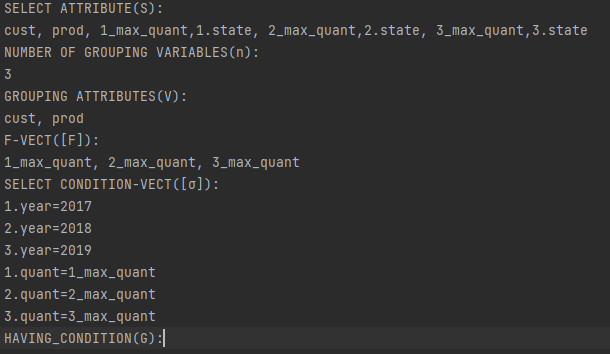 SELECT ATTRIBUTE(S):
cust, prod, 1_max_quant,1.state, 2_max_quant,2.state, 3_max_quant,3.state
NUMBER OF GROUPING VARIABLES(n):
3
GROUPING ATTRIBUTES(V):
cust, prod
F-VECT([F]):
1_max_quant, 2_max_quant, 3_max_quant
SELECT CONDITION-VECT([σ]):
1.year=2017
2.year=2018
3.year=2019
1.quant=1_max_quant
2.quant=2_max_quant
3.quant=3_max_quant
HAVING_CONDITION(G):